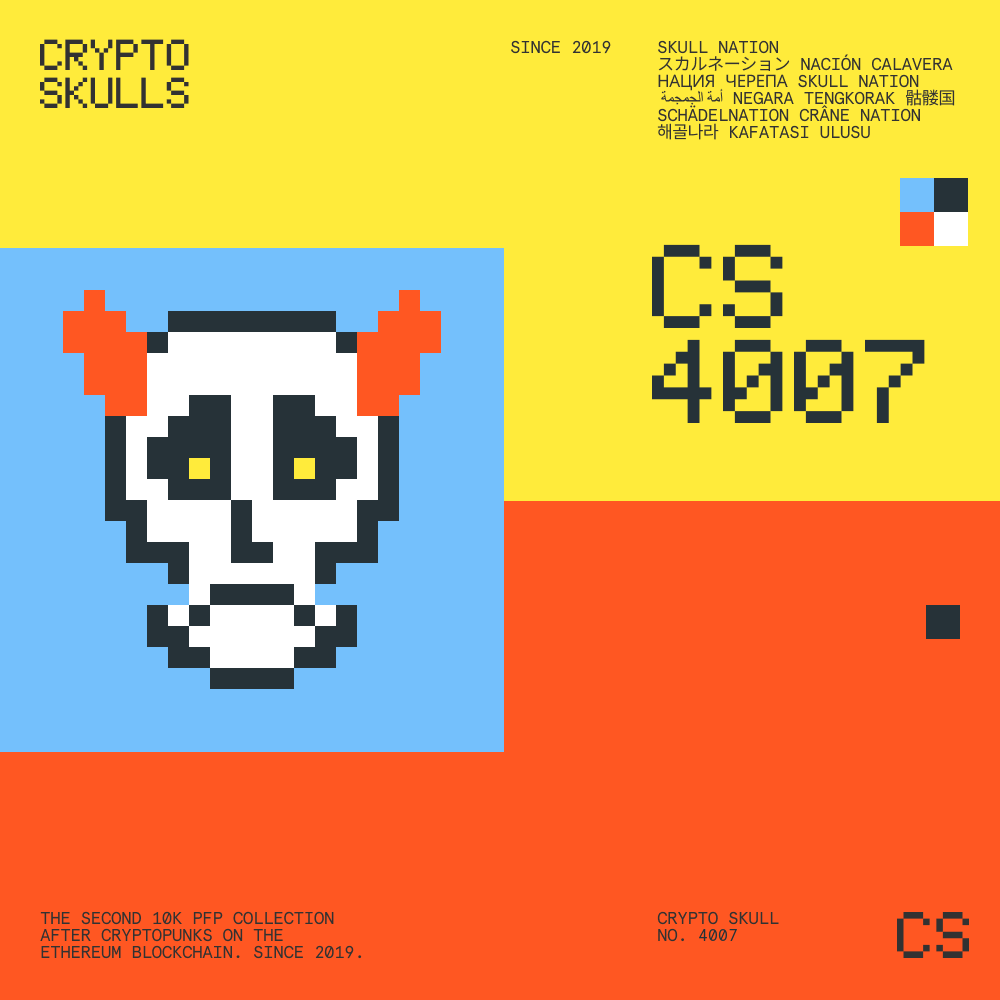 CRYPTO
SKULLS
SINCE 2019
SKULL NATION
スカルネーション NACIÓN CALAVERA
НАЦИЯ ЧЕРЕПА SKULL NATION
أمة الجمجمة NEGARA TENGKORAK 骷髅国
SCHÄDELNATION CRÂNE NATION
해골나라 KAFATASI ULUSU
CS
4007
THE SECOND 10K PFP COLLECTION
AFTER CRYPTOPUNKS ON THE
ETHEREUM BLOCKCHAIN. SINCE 2019.
CRYPTO SKULL
NO. 4007
CS